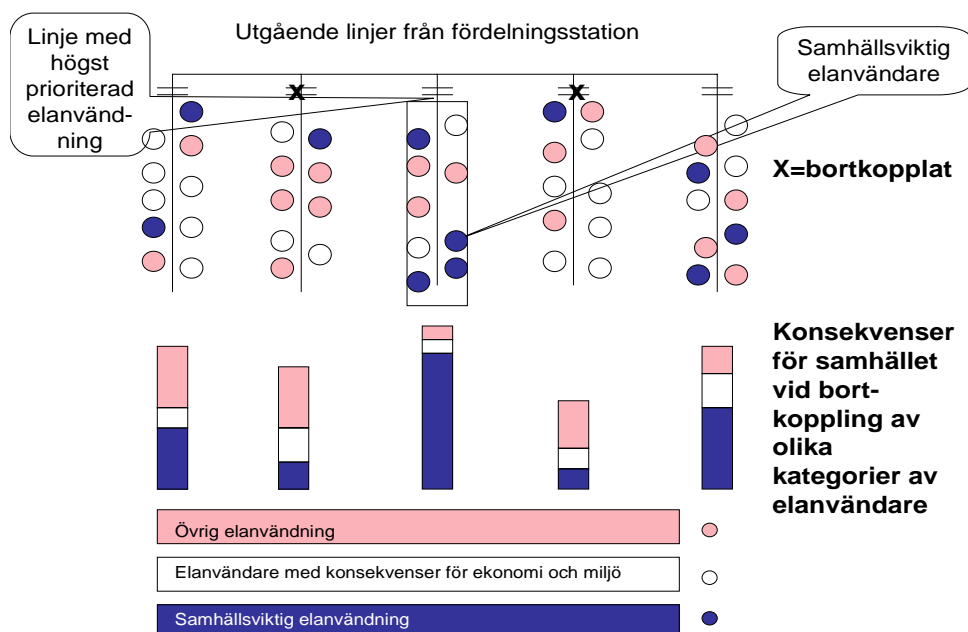 Utgående linjer från fördelningsstation
Linje med
högst
prioriterad
elanvänd-
ning
Samhällsviktig
elanvändare
X
X
X=bortkopplat
Konsekvenser
för samhället
vid bort-
koppling av
olika
kategorier av
elanvändare
Övrig elanvändning
Elanvändare med konsekvenser för ekonomi och miljö
Samhällsviktig elanvändning